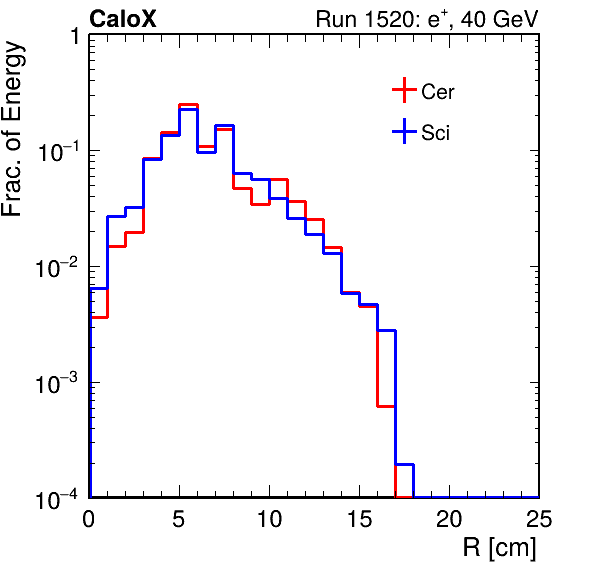 CaloX Run 1520: e⁺, 40 GeV
Frac. of Energy
1
10⁻¹
10⁻²
10⁻³
10⁻⁴
Cer
Sci
0 5 10 15 20 25
R [cm]